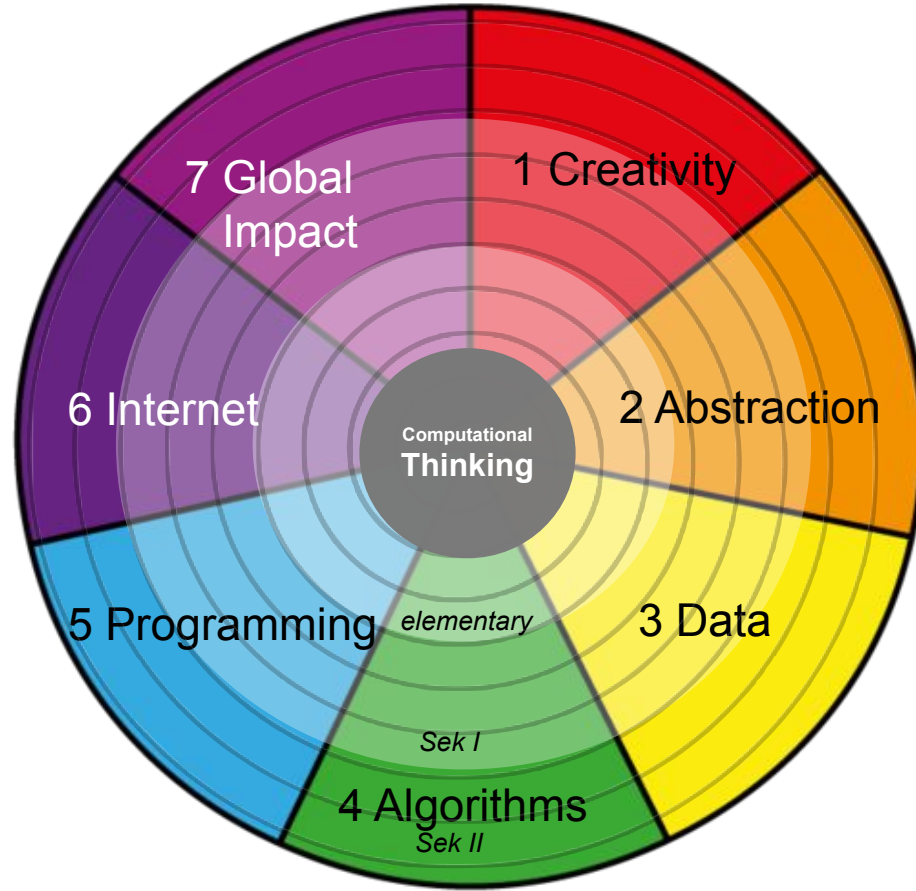 1 Creativity
7 Global
Impact
6 Internet
2 Abstraction
Computational
Thinking
5 Programming
elementary
3 Data
Sek I
4 Algorithms
Sek II